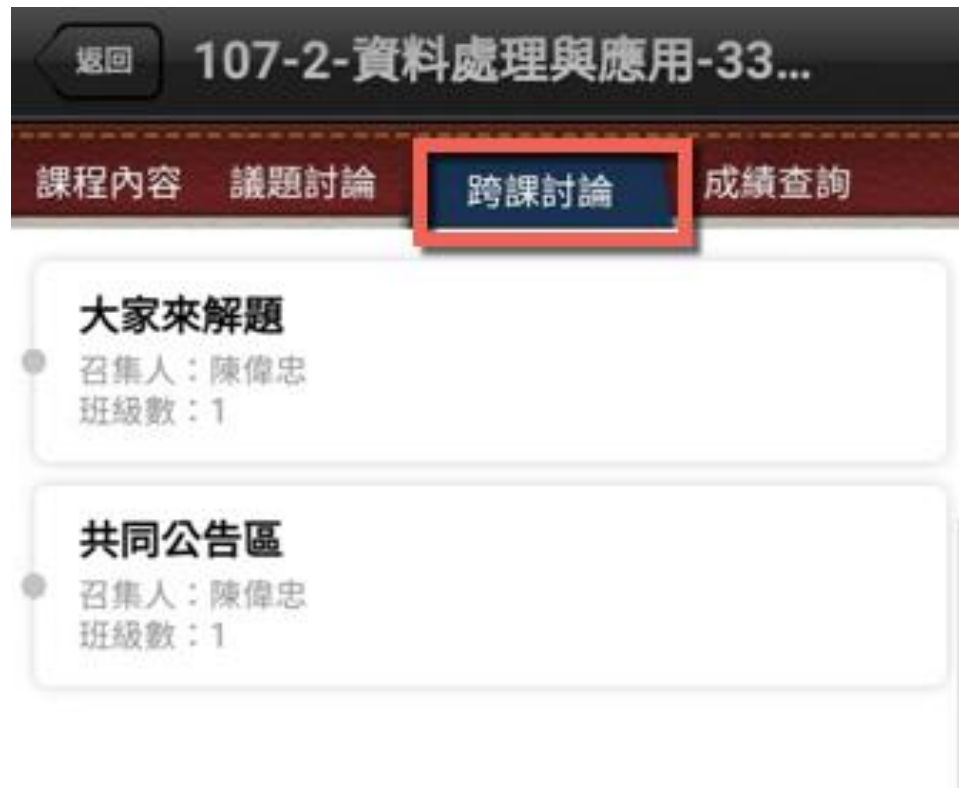 返回
107-2-資料處理與應用-33...
課程內容 議題討論 跨課討論 成績查詢
大家來解題
召集人：陳偉忠
班級數：1
共同公告區
召集人：陳偉忠
班級數：1